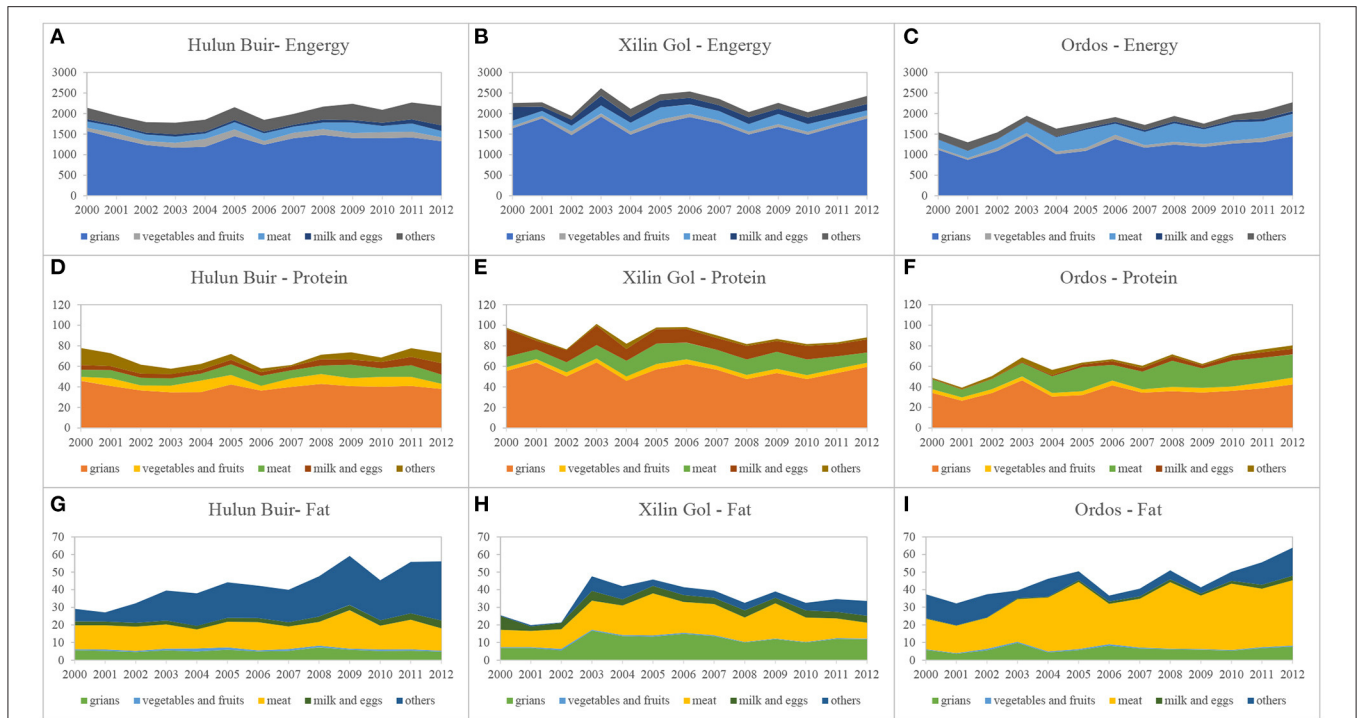 A
Hulun Buir- Engergy
3000
2500
2000
1500
1000
500
0
2000 2001 2002 2003 2004 2005 2006 2007 2008 2009 2010 2011 2012
grians vegetables and fruits meat milk and eggs others
B
Xilin Gol - Engergy
3000
2500
2000
1500
1000
500
0
2000 2001 2002 2003 2004 2005 2006 2007 2008 2009 2010 2011 2012
grians vegetables and fruits meat milk and eggs others
C
Ordos - Energy
3000
2500
2000
1500
1000
500
0
2000 2001 2002 2003 2004 2005 2006 2007 2008 2009 2010 2011 2012
grians vegetables and fruits meat milk and eggs others
D
Hulun Buir - Protein
120
100
80
60
40
20
0
2000 2001 2002 2003 2004 2005 2006 2007 2008 2009 2010 2011 2012
grians vegetables and fruits meat milk and eggs others
E
Xilin Gol - Protein
120
100
80
60
40
20
0
2000 2001 2002 2003 2004 2005 2006 2007 2008 2009 2010 2011 2012
grians vegetables and fruits meat milk and eggs others
F
Ordos - Protein
120
100
80
60
40
20
0
2000 2001 2002 2003 2004 2005 2006 2007 2008 2009 2010 2011 2012
grians vegetables and fruits meat milk and eggs others
G
Hulun Buir- Fat
70
60
50
40
30
20
10
0
2000 2001 2002 2003 2004 2005 2006 2007 2008 2009 2010 2011 2012
grians vegetables and fruits meat milk and eggs others
H
Xilin Gol - Fat
70
60
50
40
30
20
10
0
2000 2001 2002 2003 2004 2005 2006 2007 2008 2009 2010 2011 2012
grians vegetables and fruits meat milk and eggs others
I
Ordos - Fat
70
60
50
40
30
20
10
0
2000 2001 2002 2003 2004 2005 2006 2007 2008 2009 2010 2011 2012
grians vegetables and fruits meat milk and eggs others